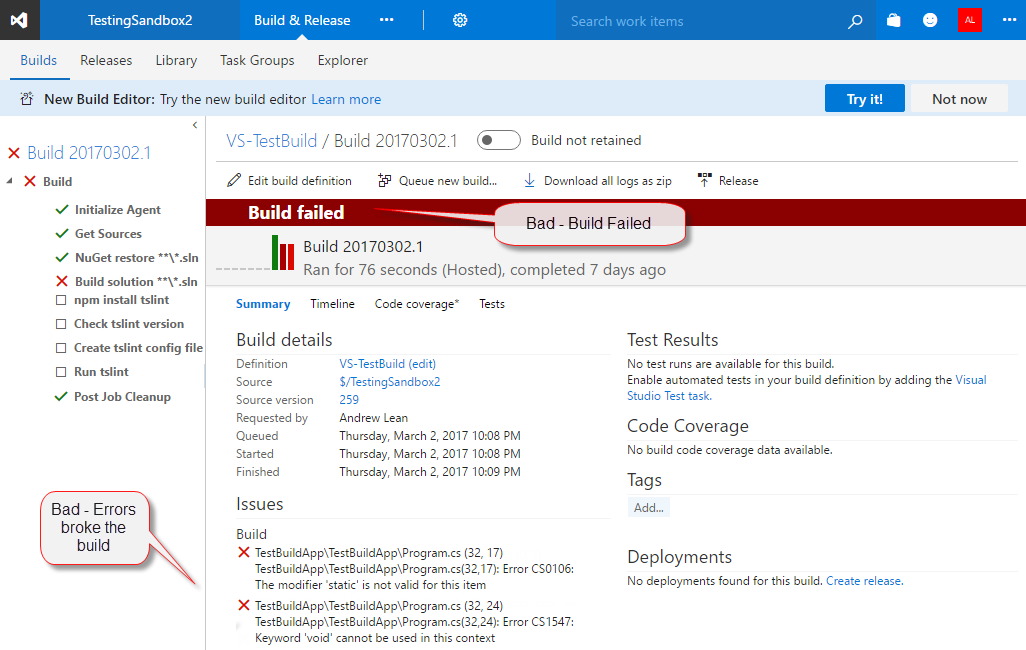 TestingSandbox2
Build & Release
Search work items
AL
Builds Releases Library Task Groups Explorer
New Build Editor: Try the new build editor Learn more
Try it!
Not now
Build 20170302.1
Build
Initialize Agent
Get Sources
NuGet restore **\*.sln
Build solution **\*.sln
npm install tslint
Check tslint version
Create tslint config file
Run tslint
Post Job Cleanup
Bad - Errors
broke the
build
VS-TestBuild / Build 20170302.1
Build not retained
Edit build definition
Queue new build...
Download all logs as zip
Release
Build failed
Bad - Build Failed
Build 20170302.1
Ran for 76 seconds (Hosted), completed 7 days ago
Summary Timeline Code coverage* Tests
Build details
Definition VS-TestBuild (edit)
Source $/TestingSandbox2
Source version 259
Requested by Andrew Lean
Queued Thursday, March 2, 2017 10:08 PM
Started Thursday, March 2, 2017 10:08 PM
Finished Thursday, March 2, 2017 10:09 PM
Issues
Build
TestBuildApp\TestBuildApp\Program.cs (32, 17)
TestBuildApp\TestBuildApp\Program.cs(32,17): Error CS0106:
The modifier 'static' is not valid for this item
TestBuildApp\TestBuildApp\Program.cs (32, 24)
TestBuildApp\TestBuildApp\Program.cs(32,24): Error CS1547:
Keyword 'void' cannot be used in this context
Test Results
No test runs are available for this build.
Enable automated tests in your build definition by adding the Visual
Studio Test task.
Code Coverage
No build code coverage data available.
Tags
Add...
Deployments
No deployments found for this build. Create release.